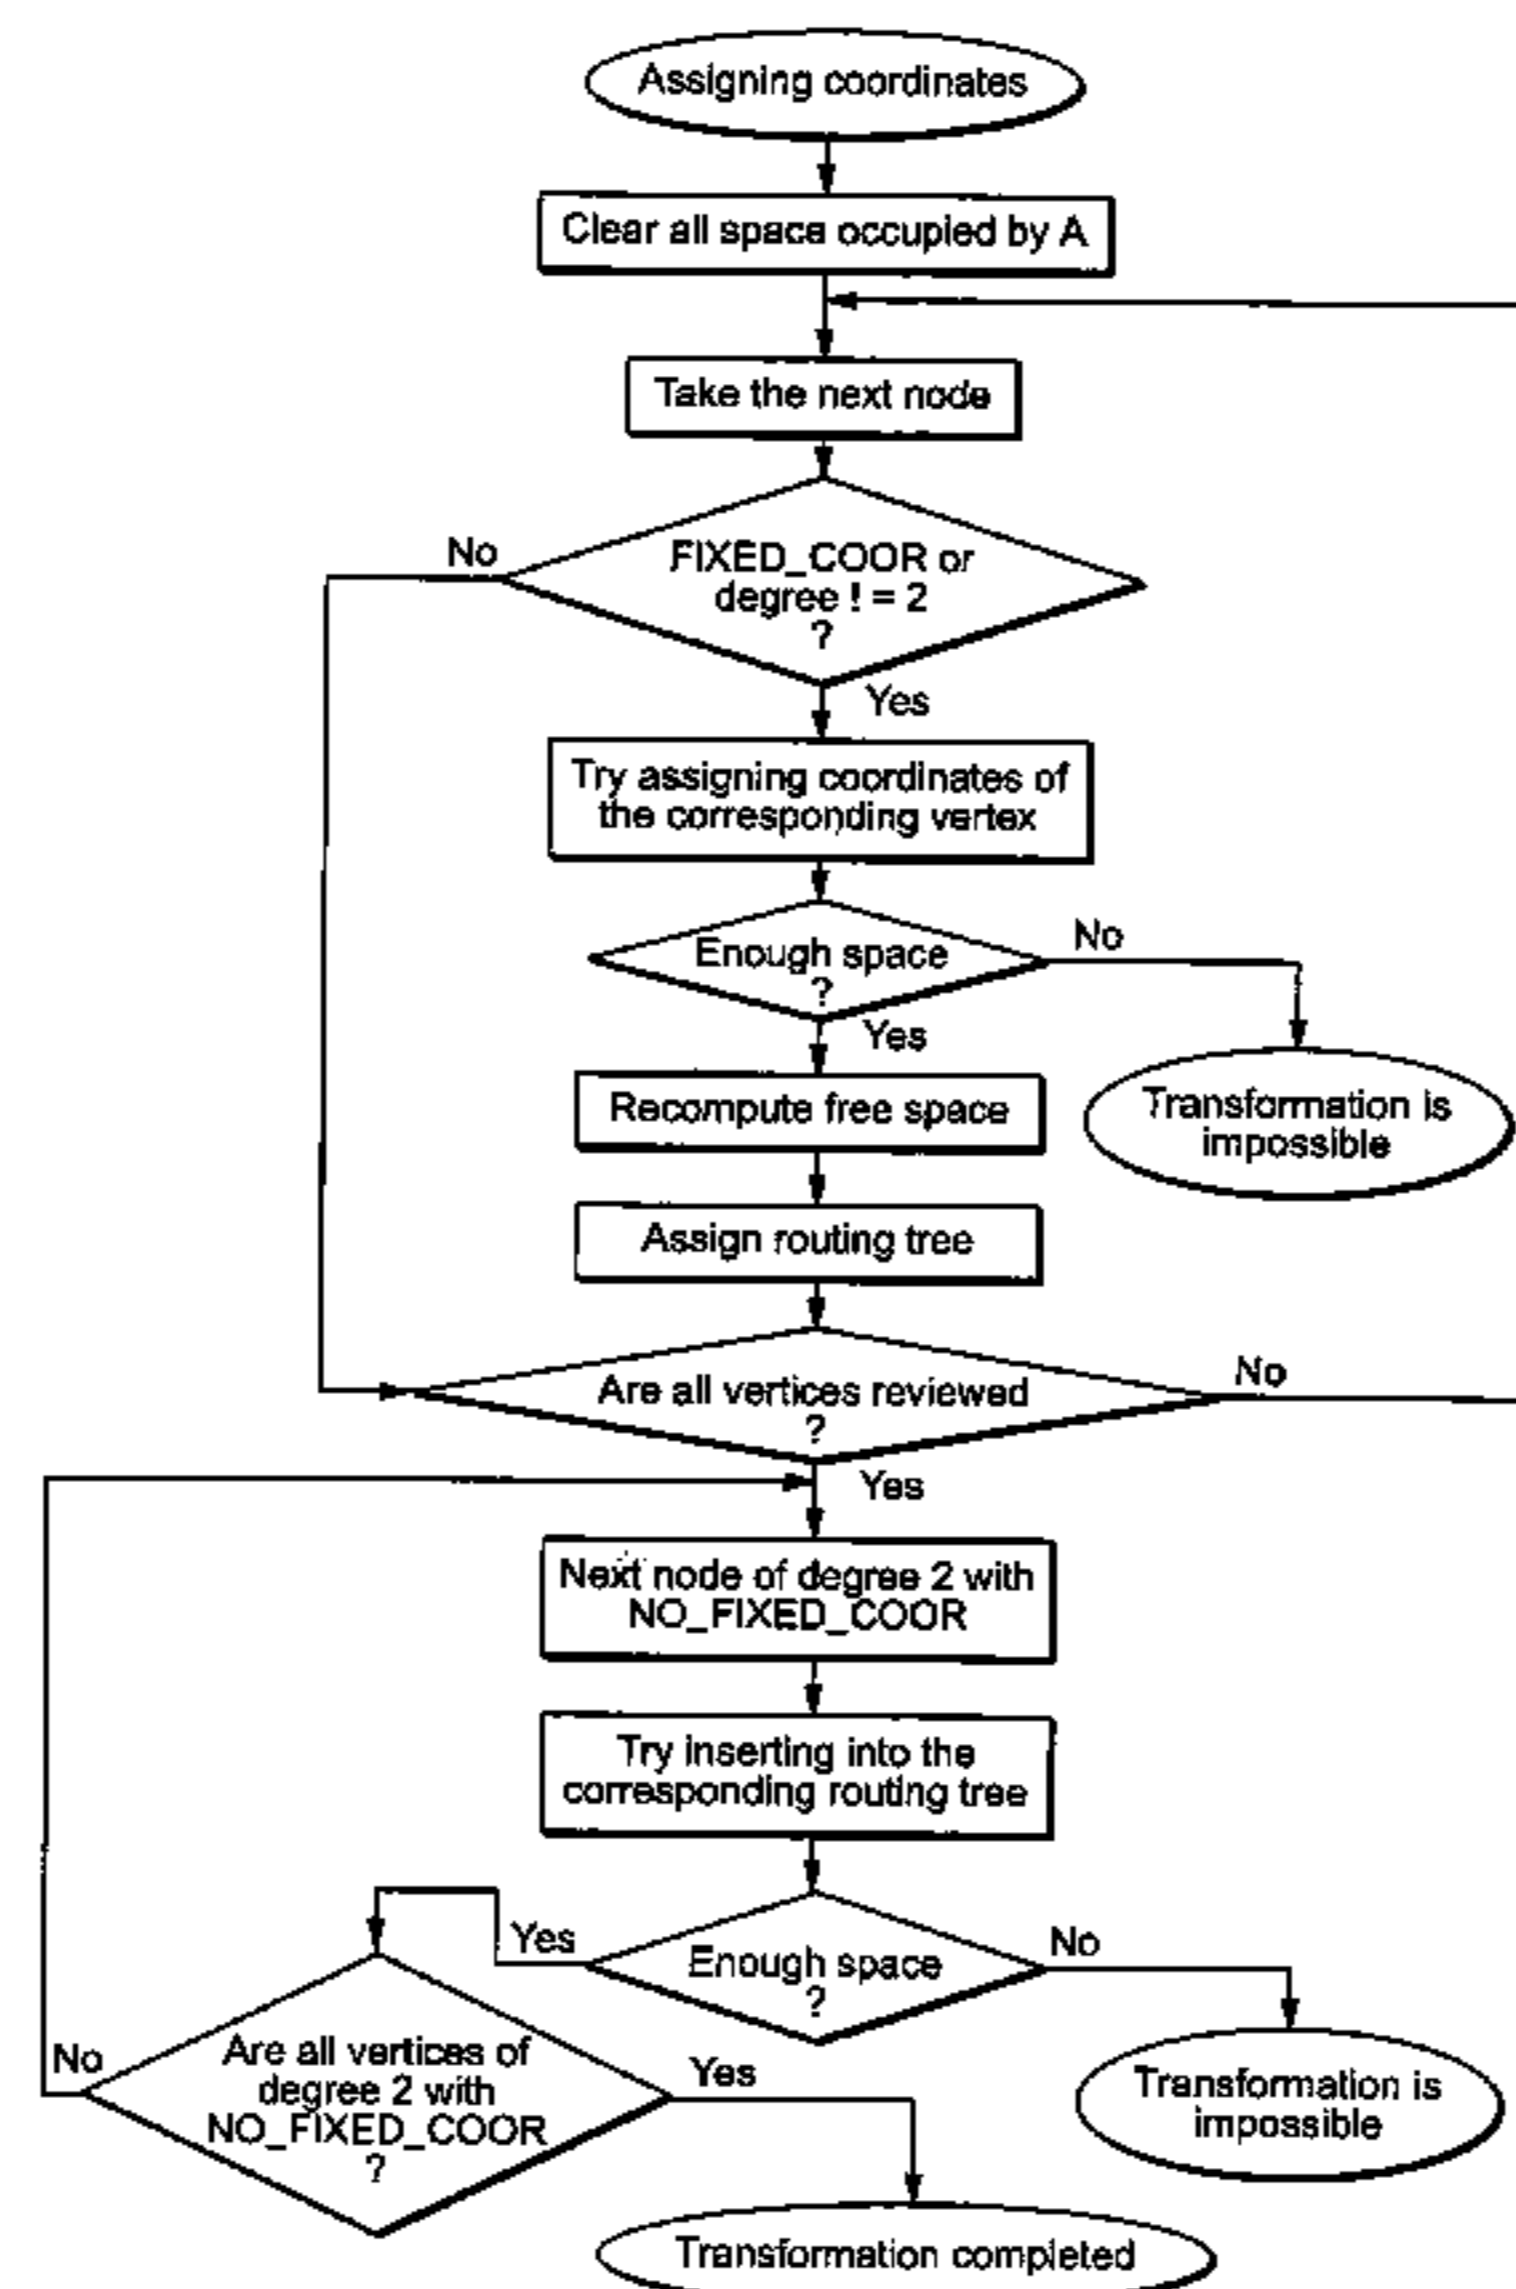 Assigning coordinates
Clear all space occupied by A
Take the next node
No
FIXED_COOR or
degree ! = 2
?
Yes
Try assigning coordinates of
the corresponding vertex
Enough space
?
No
Yes
Transformation is
impossible
Recompute free space
Assign routing tree
Are all vertices reviewed
?
No
Yes
Next node of degree 2 with
NO_FIXED_COOR
Try inserting into the
corresponding routing tree
Yes
Enough space
?
No
Transformation is
impossible
No
Are all vertices of
degree 2 with
NO_FIXED_COOR
?
Yes
Transformation completed